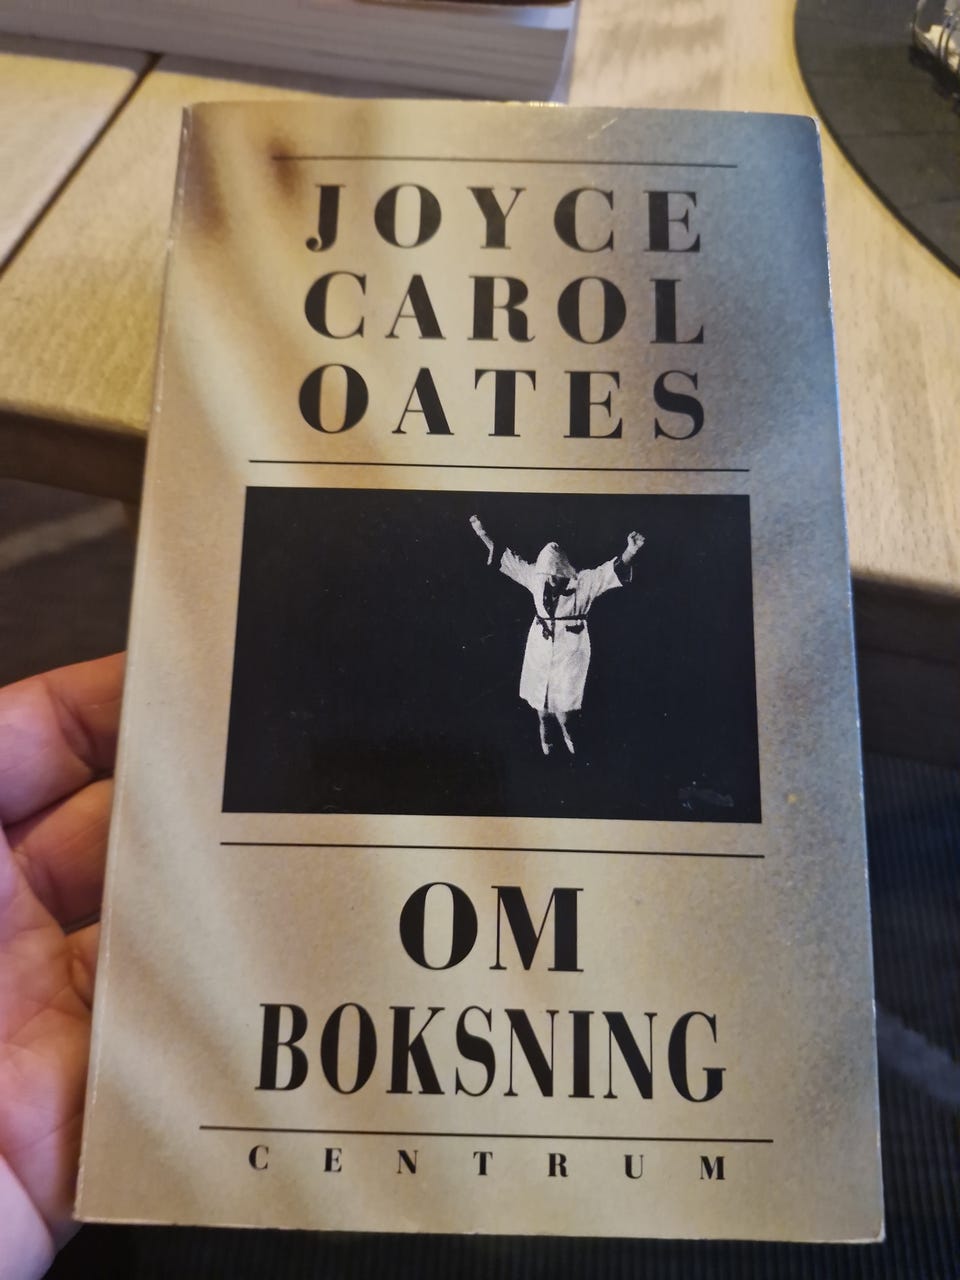 JOYCE
CAROL
OATES
OM
BOKSNING
CENTRUM